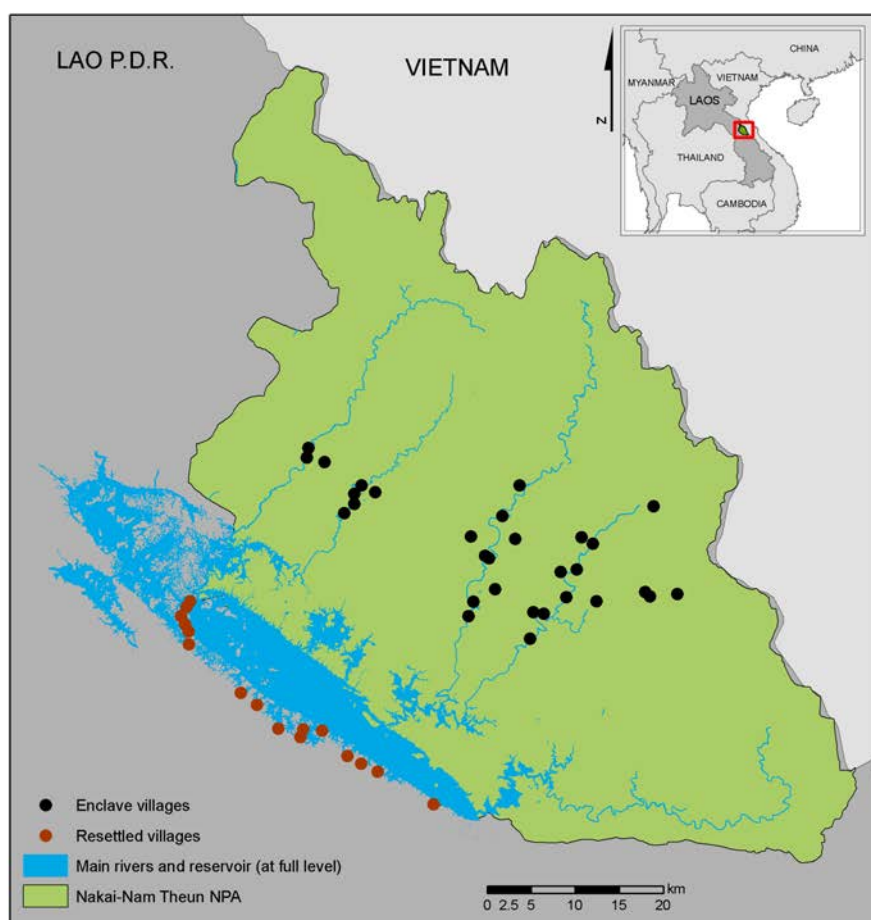 LAO P.D.R.
VIETNAM
N
CHINA
MYANMAR
VIETNAM
LAOS
THAILAND
CAMBODIA
Enclave villages
Resettled villages
Main rivers and reservoir (at full level)
Nakai-Nam Theun NPA
km
0 2.5 5 10 15 20